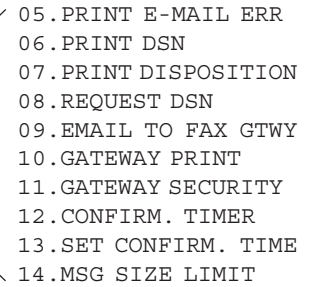 05.PRINT E-MAIL ERR
06.PRINT DSN
07.PRINT DISPOSITION
08.REQUEST DSN
09.EMAIL TO FAX GTWY
10.GATEWAY PRINT
11.GATEWAY SECURITY
12.CONFIRM. TIMER
13.SET CONFIRM. TIME
14.MSG SIZE LIMIT